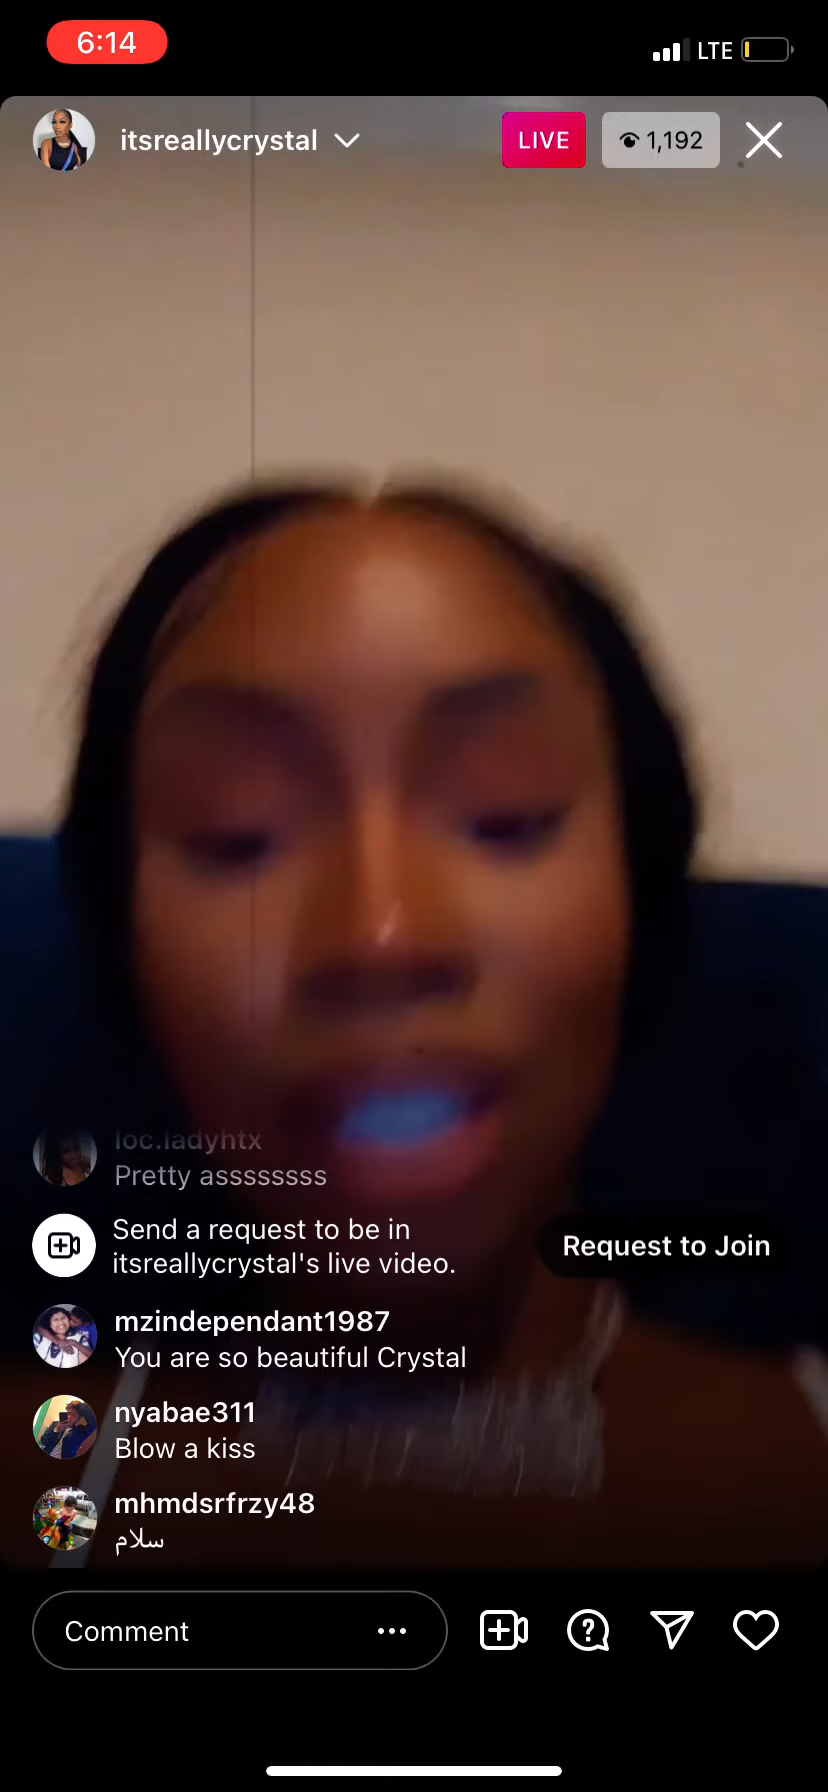 6:14
LTE
itsreallycrystal
LIVE
1,192
loc.ladyhtx
Pretty assssssss
Send a request to be in
itsreallycrystal's live video.
Request to Join
mzindependant1987
You are so beautiful Crystal
nyabae311
Blow a kiss
mhmdsrfrzy48
سلام
Comment